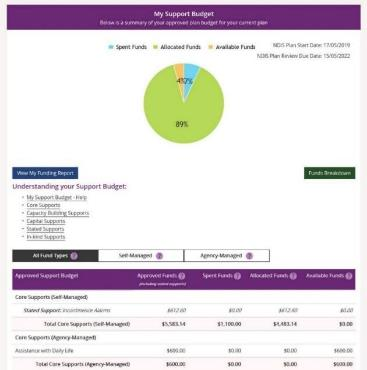 My Support Budget
Below is a summary of your approved plan budget for your current plan
Spent Funds Allocated Funds Available Funds
NDIS Plan Start Date: 17/05/2019
NDIS Plan Review Due Date: 15/05/2022
89%
View My Funding Report
Funds Breakdown
Understanding your Support Budget:
My Support Budget - Help
Core Supports
Capacity Building Supports
Capital Supports
Stated Supports
In-kind Supports
All Fund Types ? Self-Managed ? Agency-Managed ?
Approved Support Budget Approved Funds ? Spent Funds ? Allocated Funds ? Available Funds ?
(including stated supports)
Core Supports (Self-Managed)
Stated Support: Incontinence Alarms $612.60 $0.00 $612.60 $0.00
Total Core Supports (Self-Managed) $5,583.14 $1,100.00 $4,483.14 $0.00
Core Supports (Agency-Managed)
Assistance with Daily Life $600.00 $0.00 $0.00 $600.00
Total Core Supports (Agency-Managed) $600.00 $0.00 $0.00 $600.00